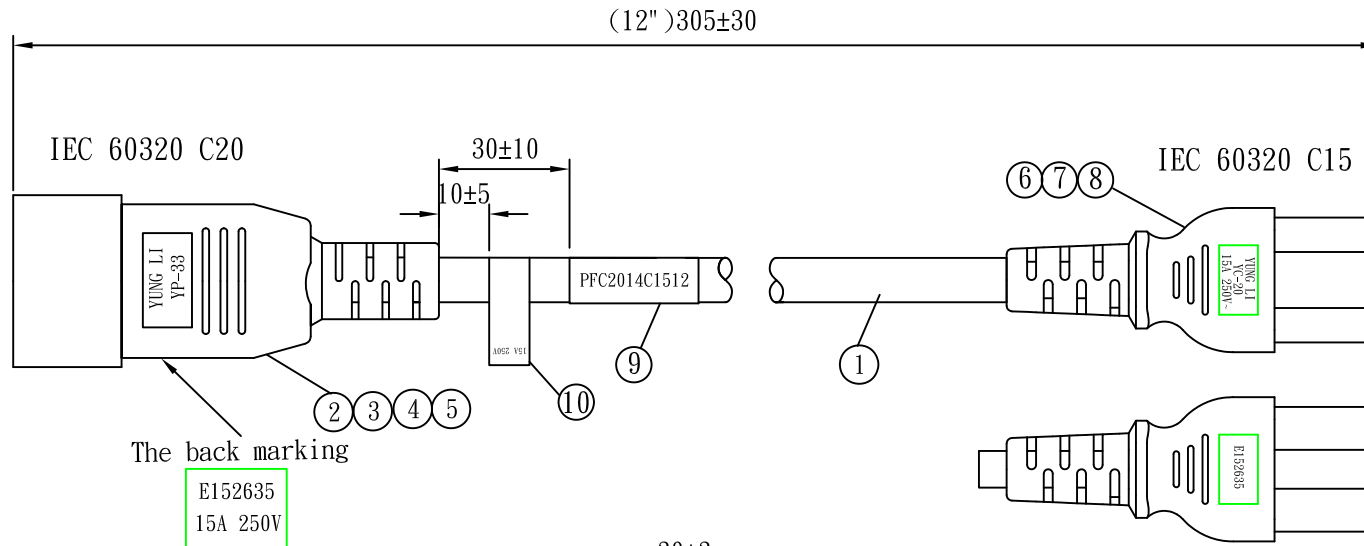 (12")305±30
IEC 60320 C20
30±10
IEC 60320 C15
10±5
6 7 8
YUNG LI
YP-33
PFC2014C1512
YUNG LI
YC-20
15A 250V~
15A 250V
9
1
2 3 4 5
10
The back marking
E152635
15A 250V
E152635